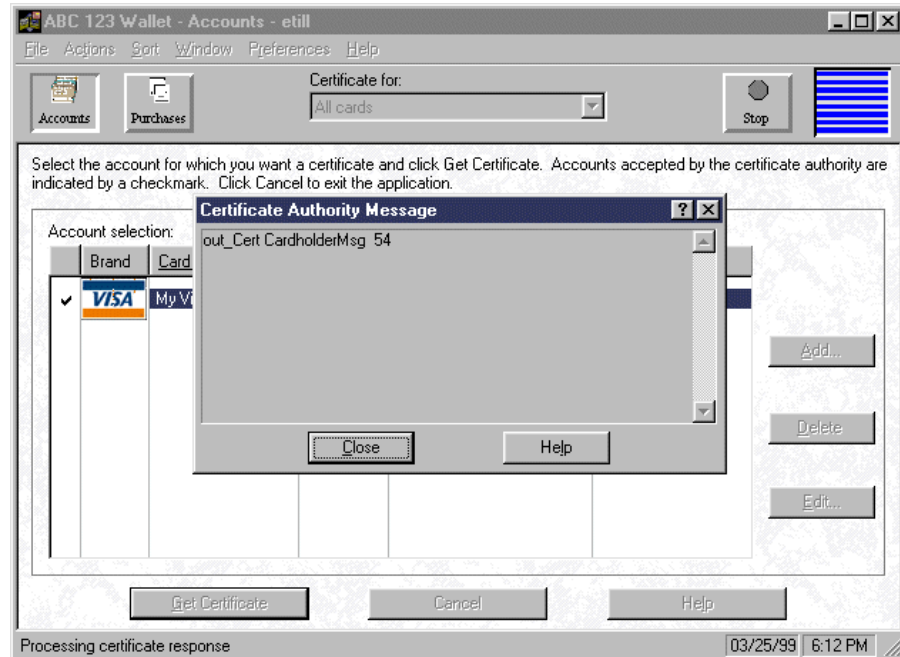 ABC 123 Wallet - Accounts - etill
File Actions Sort Window Preferences Help
Certificate for:
All cards
Accounts
Purchases
Stop
Select the account for which you want a certificate and click Get Certificate. Accounts accepted by the certificate authority are
indicated by a checkmark. Click Cancel to exit the application.
Certificate Authority Message
Account selection:
out_Cert CardholderMsg 54
Brand Card
VISA My Vi
Add...
Delete
Close Help
Edit...
Get Certificate Cancel Help
Processing certificate response 03/25/99 6:12 PM